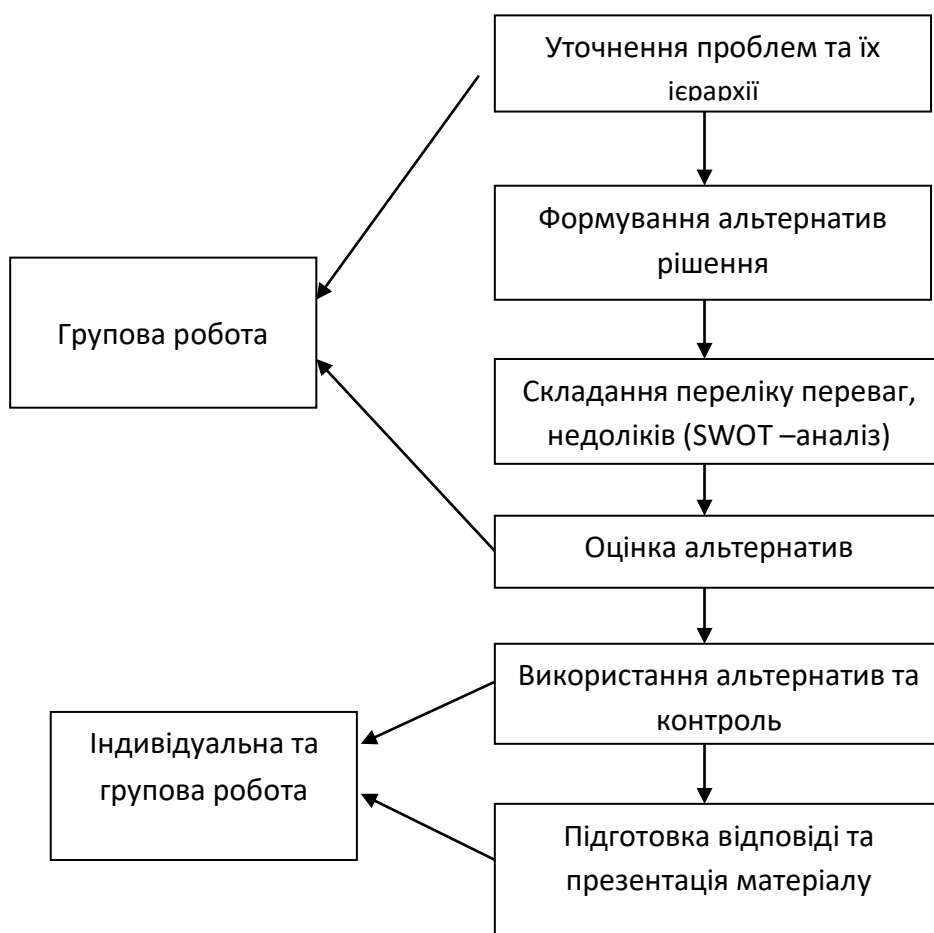 Уточнення проблем та їх
ієрархії
Формування альтернатив
рішення
Групова робота
Складання переліку переваг,
недоліків (SWOT –аналіз)
Оцінка альтернатив
Використання альтернатив та
контроль
Індивідуальна та
групова робота
Підготовка відповіді та
презентація матеріалу